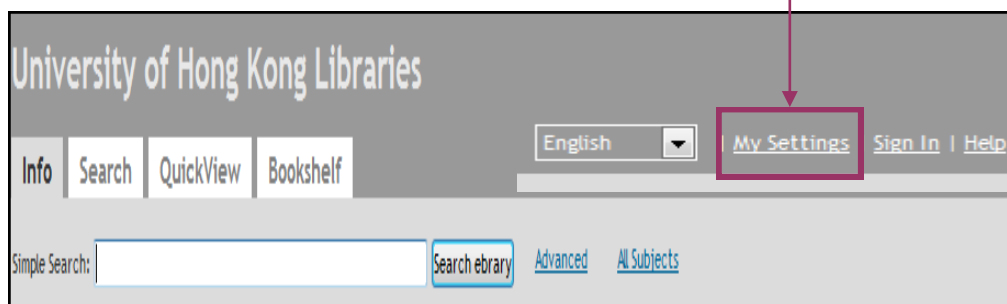 University of Hong Kong Libraries
English | My Settings Sign In | Help
Info Search QuickView Bookshelf
Simple Search: Search ebrary Advanced All Subjects